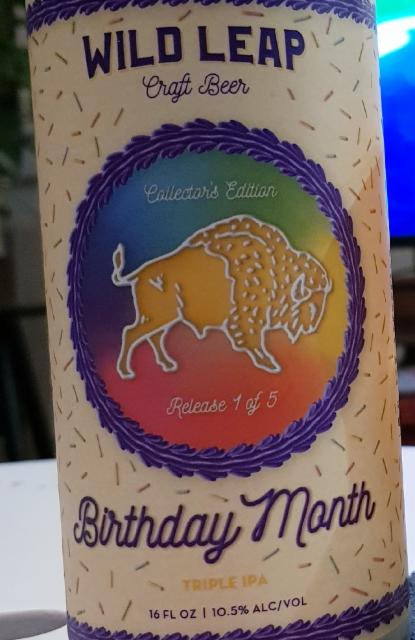 WILD LEAP
Craft Beer
Collector's Edition
Release 1 of 5
Birthday Month
TRIPLE IPA
16 FL OZ | 10.5% ALC/VOL